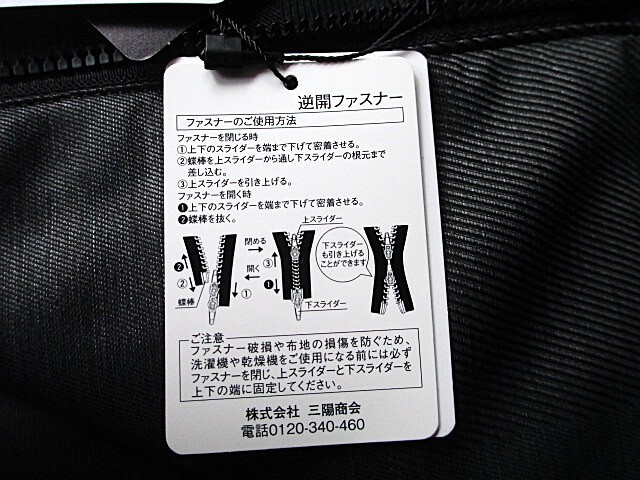 逆開ファスナー
ファスナーのご使用方法
ファスナーを閉じる時
①上下のスライダーを端まで下げて密着させる。
②蝶棒を上スライダーから通し下スライダーの根元まで
差し込む。
③上スライダーを引き上げる。
ファスナーを開く時
❶上下のスライダーを端まで下げて密着させる。
❷蝶棒を抜く。
上スライダー
閉める
開く
❷
②
蝶棒
①
③
❶
下スライダー
下スライダー
も引き上げる
ことができます
ご注意
ファスナー破損や布地の損傷を防ぐため、
洗濯機や乾燥機をご使用になる前には必ず
ファスナーを閉じ、上スライダーと下スライダーを
上下の端に固定してください。
株式会社 三陽商会
電話0120-340-460